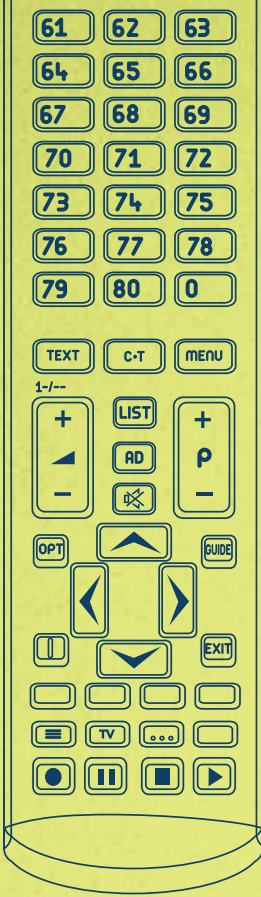 61 62 63
64 65 66
67 68 69
70 71 72
73 74 75
76 77 78
79 80 0
TEXT C•T MENU
1-/--
+ LIST +
AD P
- -
OPT GUIDE
EXIT
TV ...